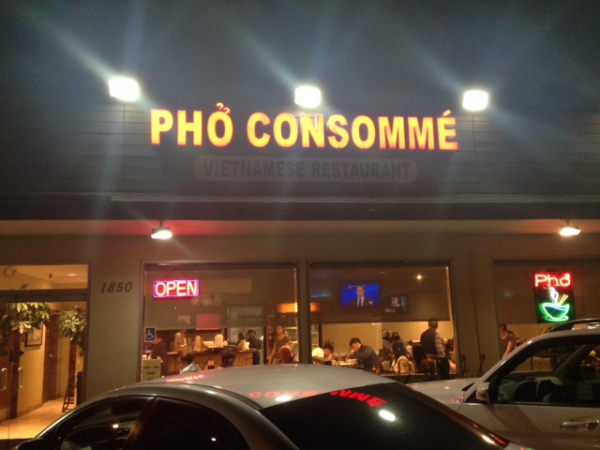 PHỞ CONSOMMÉ
VIETNAMESE RESTAURANT
1850
OPEN
Phở